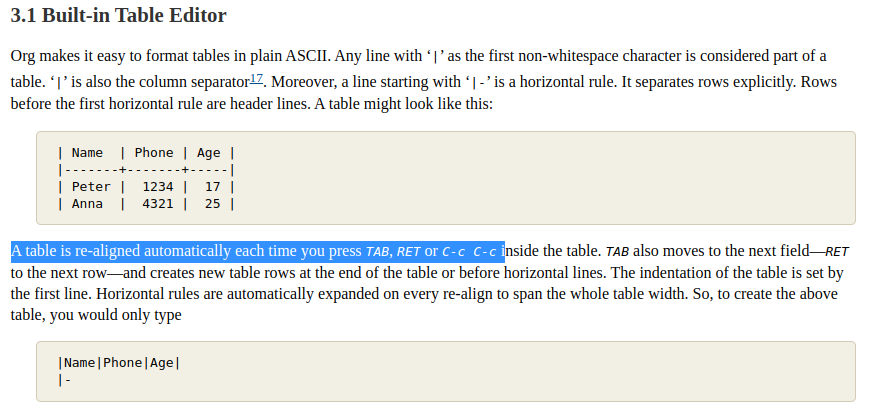 3.1 Built-in Table Editor
Org makes it easy to format tables in plain ASCII. Any line with ‘|’ as the first non-whitespace character is considered part of a
table. ‘|’ is also the column separator17. Moreover, a line starting with ‘|-’ is a horizontal rule. It separates rows explicitly. Rows
before the first horizontal rule are header lines. A table might look like this:
| Name  | Phone | Age |
|-------+-------+-----|
| Peter |  1234 |  17 |
| Anna  |  4321 |  25 |
A table is re-aligned automatically each time you press TAB, RET or C-c C-c inside the table. TAB also moves to the next field—RET
to the next row—and creates new table rows at the end of the table or before horizontal lines. The indentation of the table is set by
the first line. Horizontal rules are automatically expanded on every re-align to span the whole table width. So, to create the above
table, you would only type
|Name|Phone|Age|
|-